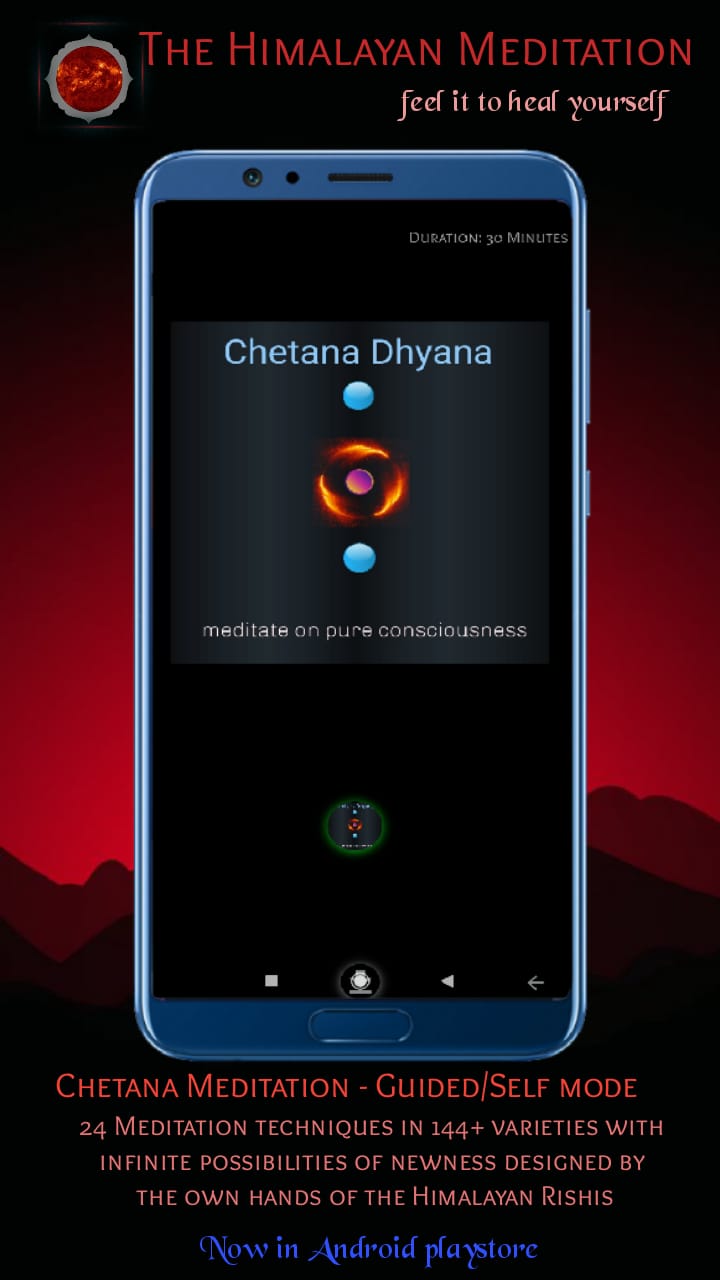 The Himalayan Meditation
feel it to heal yourself
Duration: 30 Minutes
Chetana Dhyana
meditate on pure consciousness
Chetana Meditation - Guided/Self mode
24 Meditation techniques in 144+ varieties with
infinite possibilities of newness designed by
the own hands of the Himalayan Rishis
Now in Android playstore